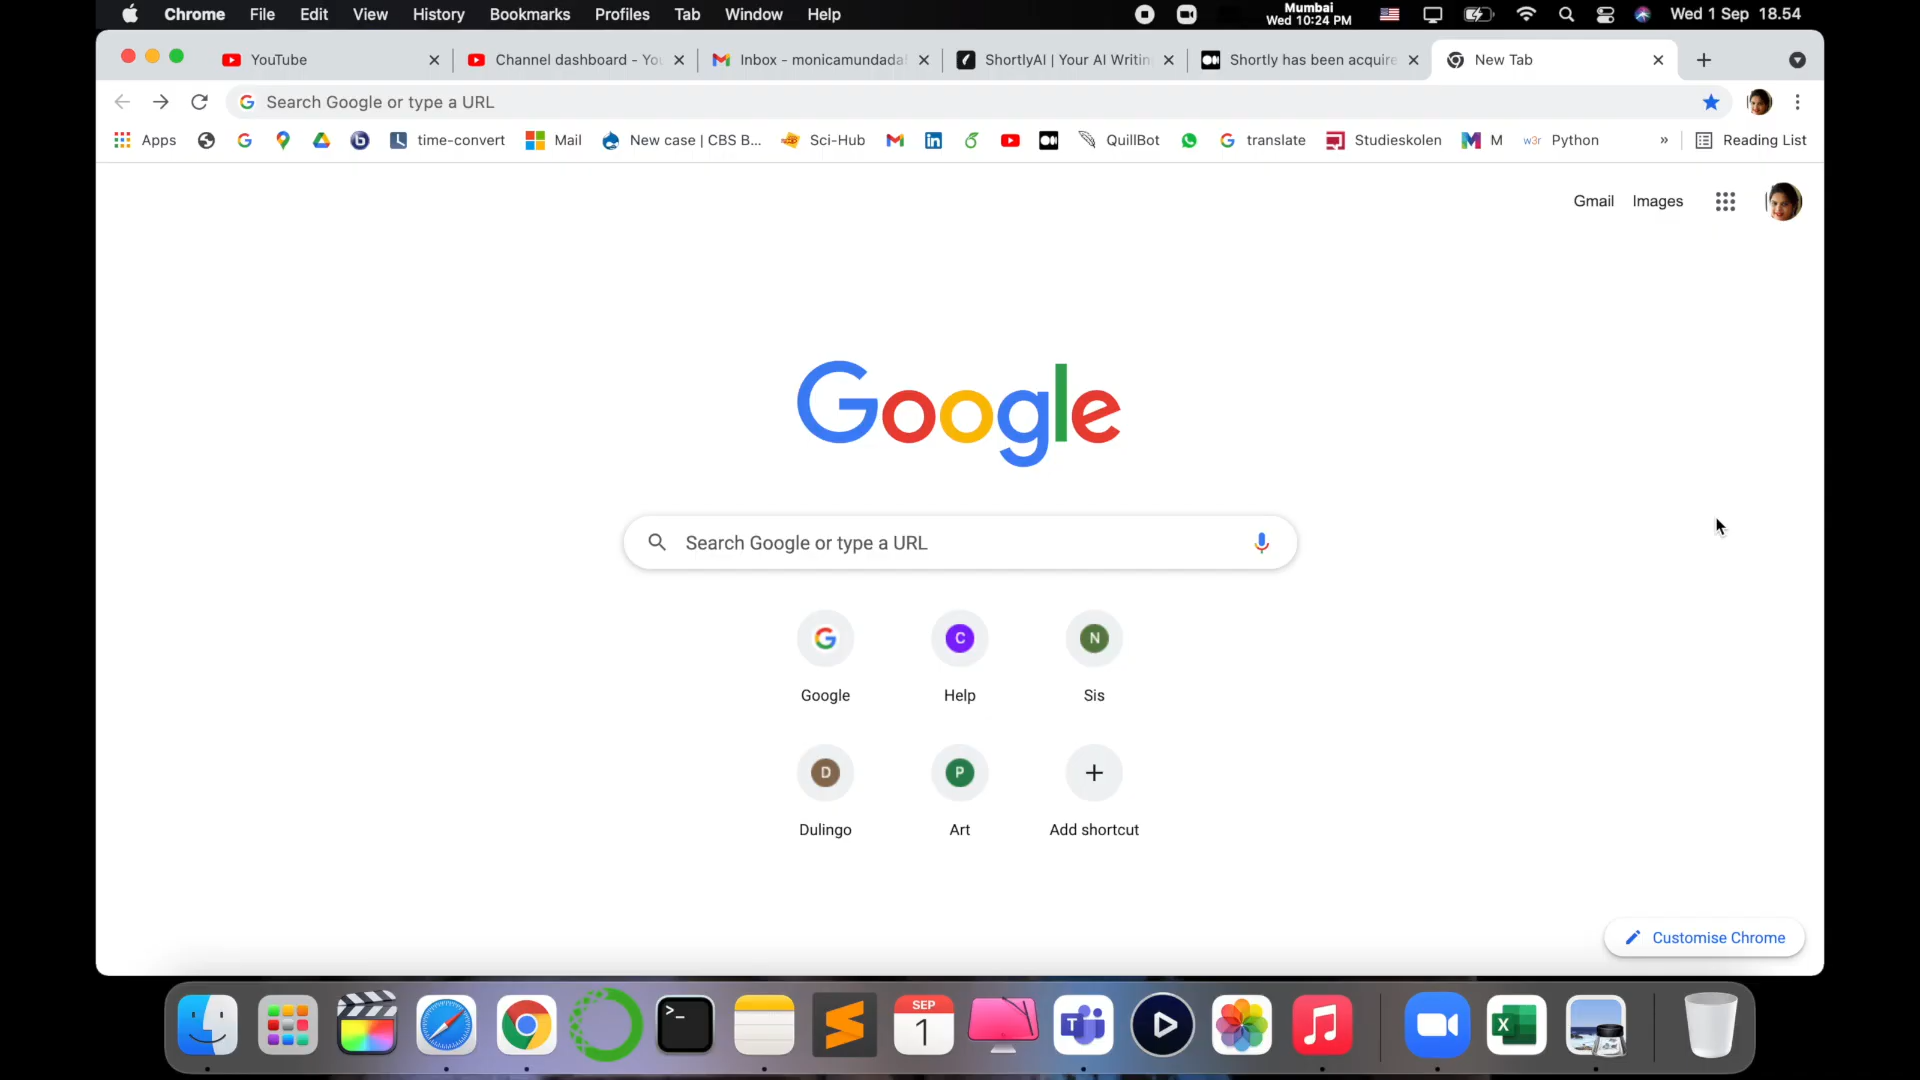 Chrome File Edit View History Bookmarks Profiles Tab Window Help
Mumbai
Wed 10:24 PM
Wed 1 Sep 18.54
YouTube
Channel dashboard - You
Inbox - monicamundada
ShortlyAI | Your AI Writin
Shortly has been acquire
New Tab
Search Google or type a URL
Apps
time-convert
Mail
New case | CBS B...
Sci-Hub
QuillBot
translate
Studieskolen
M
w3r Python
»
Reading List
Gmail Images
Google
Search Google or type a URL
C
N
Google Help Sis
D
P
Dulingo Art Add shortcut
Customise Chrome
SEP
1